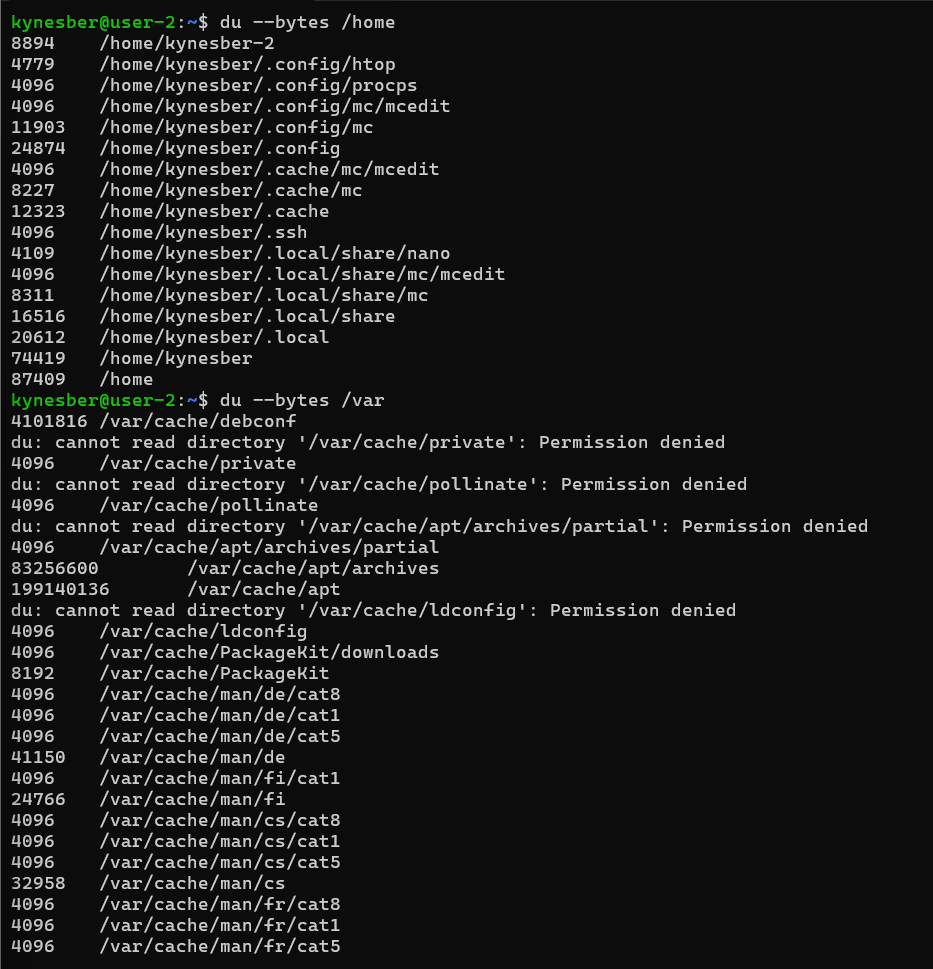 kynesber@user-2:~$ du --bytes /home
8894    /home/kynesber-2
4779    /home/kynesber/.config/htop
4096    /home/kynesber/.config/procps
4096    /home/kynesber/.config/mc/mcedit
11903   /home/kynesber/.config/mc
24874   /home/kynesber/.config
4096    /home/kynesber/.cache/mc/mcedit
8227    /home/kynesber/.cache/mc
12323   /home/kynesber/.cache
4096    /home/kynesber/.ssh
4109    /home/kynesber/.local/share/nano
4096    /home/kynesber/.local/share/mc/mcedit
8311    /home/kynesber/.local/share/mc
16516   /home/kynesber/.local/share
20612   /home/kynesber/.local
74419   /home/kynesber
87409   /home
kynesber@user-2:~$ du --bytes /var
4101816 /var/cache/debconf
du: cannot read directory '/var/cache/private': Permission denied
4096    /var/cache/private
du: cannot read directory '/var/cache/pollinate': Permission denied
4096    /var/cache/pollinate
du: cannot read directory '/var/cache/apt/archives/partial': Permission denied
4096    /var/cache/apt/archives/partial
83256600        /var/cache/apt/archives
199140136       /var/cache/apt
du: cannot read directory '/var/cache/ldconfig': Permission denied
4096    /var/cache/ldconfig
4096    /var/cache/PackageKit/downloads
8192    /var/cache/PackageKit
4096    /var/cache/man/de/cat8
4096    /var/cache/man/de/cat1
4096    /var/cache/man/de/cat5
41150   /var/cache/man/de
4096    /var/cache/man/fi/cat1
24766   /var/cache/man/fi
4096    /var/cache/man/cs/cat8
4096    /var/cache/man/cs/cat1
4096    /var/cache/man/cs/cat5
32958   /var/cache/man/cs
4096    /var/cache/man/fr/cat8
4096    /var/cache/man/fr/cat1
4096    /var/cache/man/fr/cat5